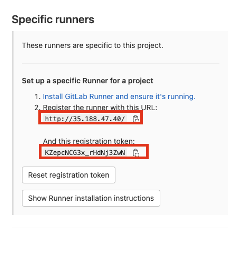 Specific runners
These runners are specific to this project.
Set up a specific Runner for a project
1. Install GitLab Runner and ensure it's running.
2. Register the runner with this URL:
http://35.188.47.40/
And this registration token:
KZepcNCG3x_rHdNj3ZwN
Reset registration token
Show Runner installation instructions